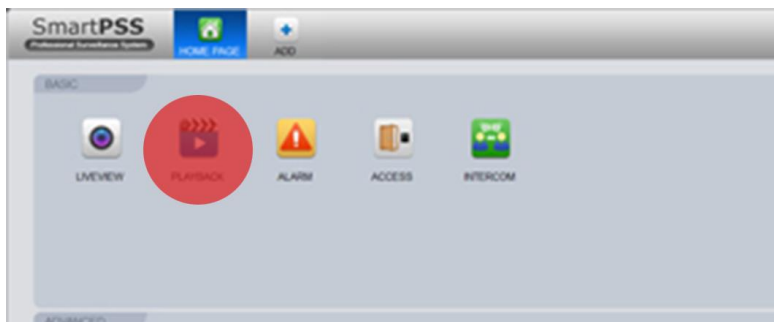 SmartPSS
Professional Surveillance System
HOME PAGE
ADD
BASIC
LIVEVIEW
PLAYBACK
ALARM
ACCESS
INTERCOM
ADVANCED